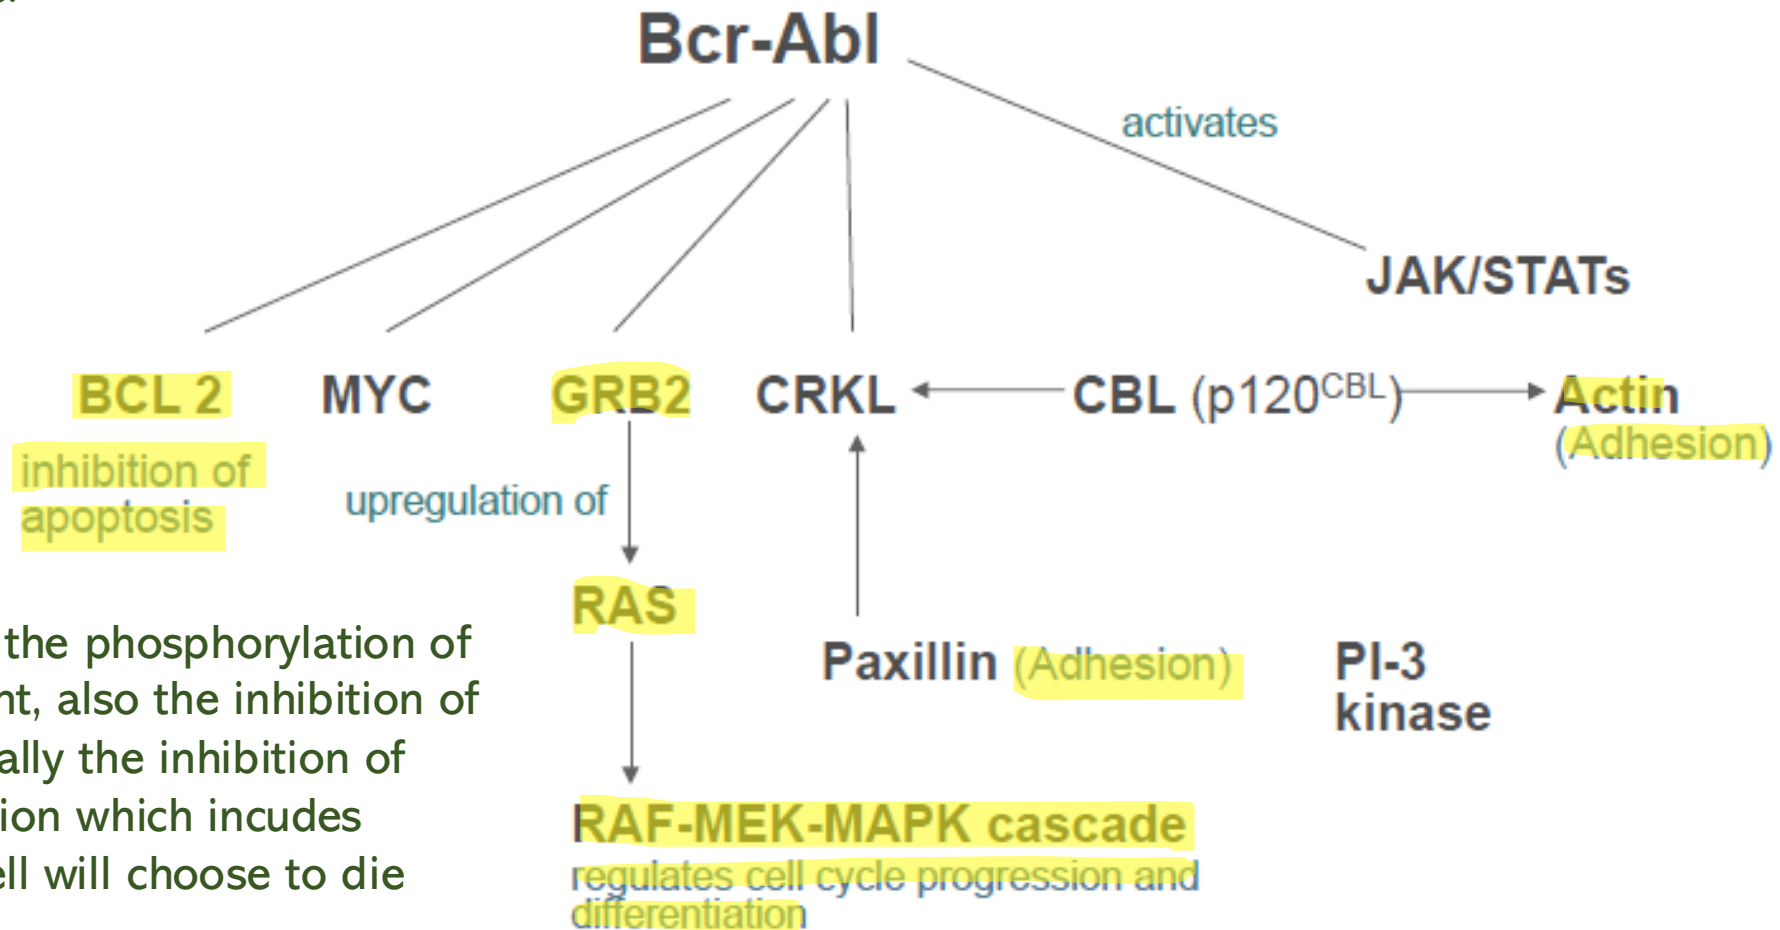 Bcr-Abl
activates
JAK/STATs
BCL 2
MYC
GRB2
CRKL
CBL (p120CBL)
Actin
(Adhesion)
inhibition of
apoptosis
upregulation of
RAS
Paxillin (Adhesion)
PI-3
kinase
RAF-MEK-MAPK cascade
regulates cell cycle progression and
differentiation
the phosphorylation of
nt, also the inhibition of
ally the inhibition of
ion which incudes
ell will choose to die